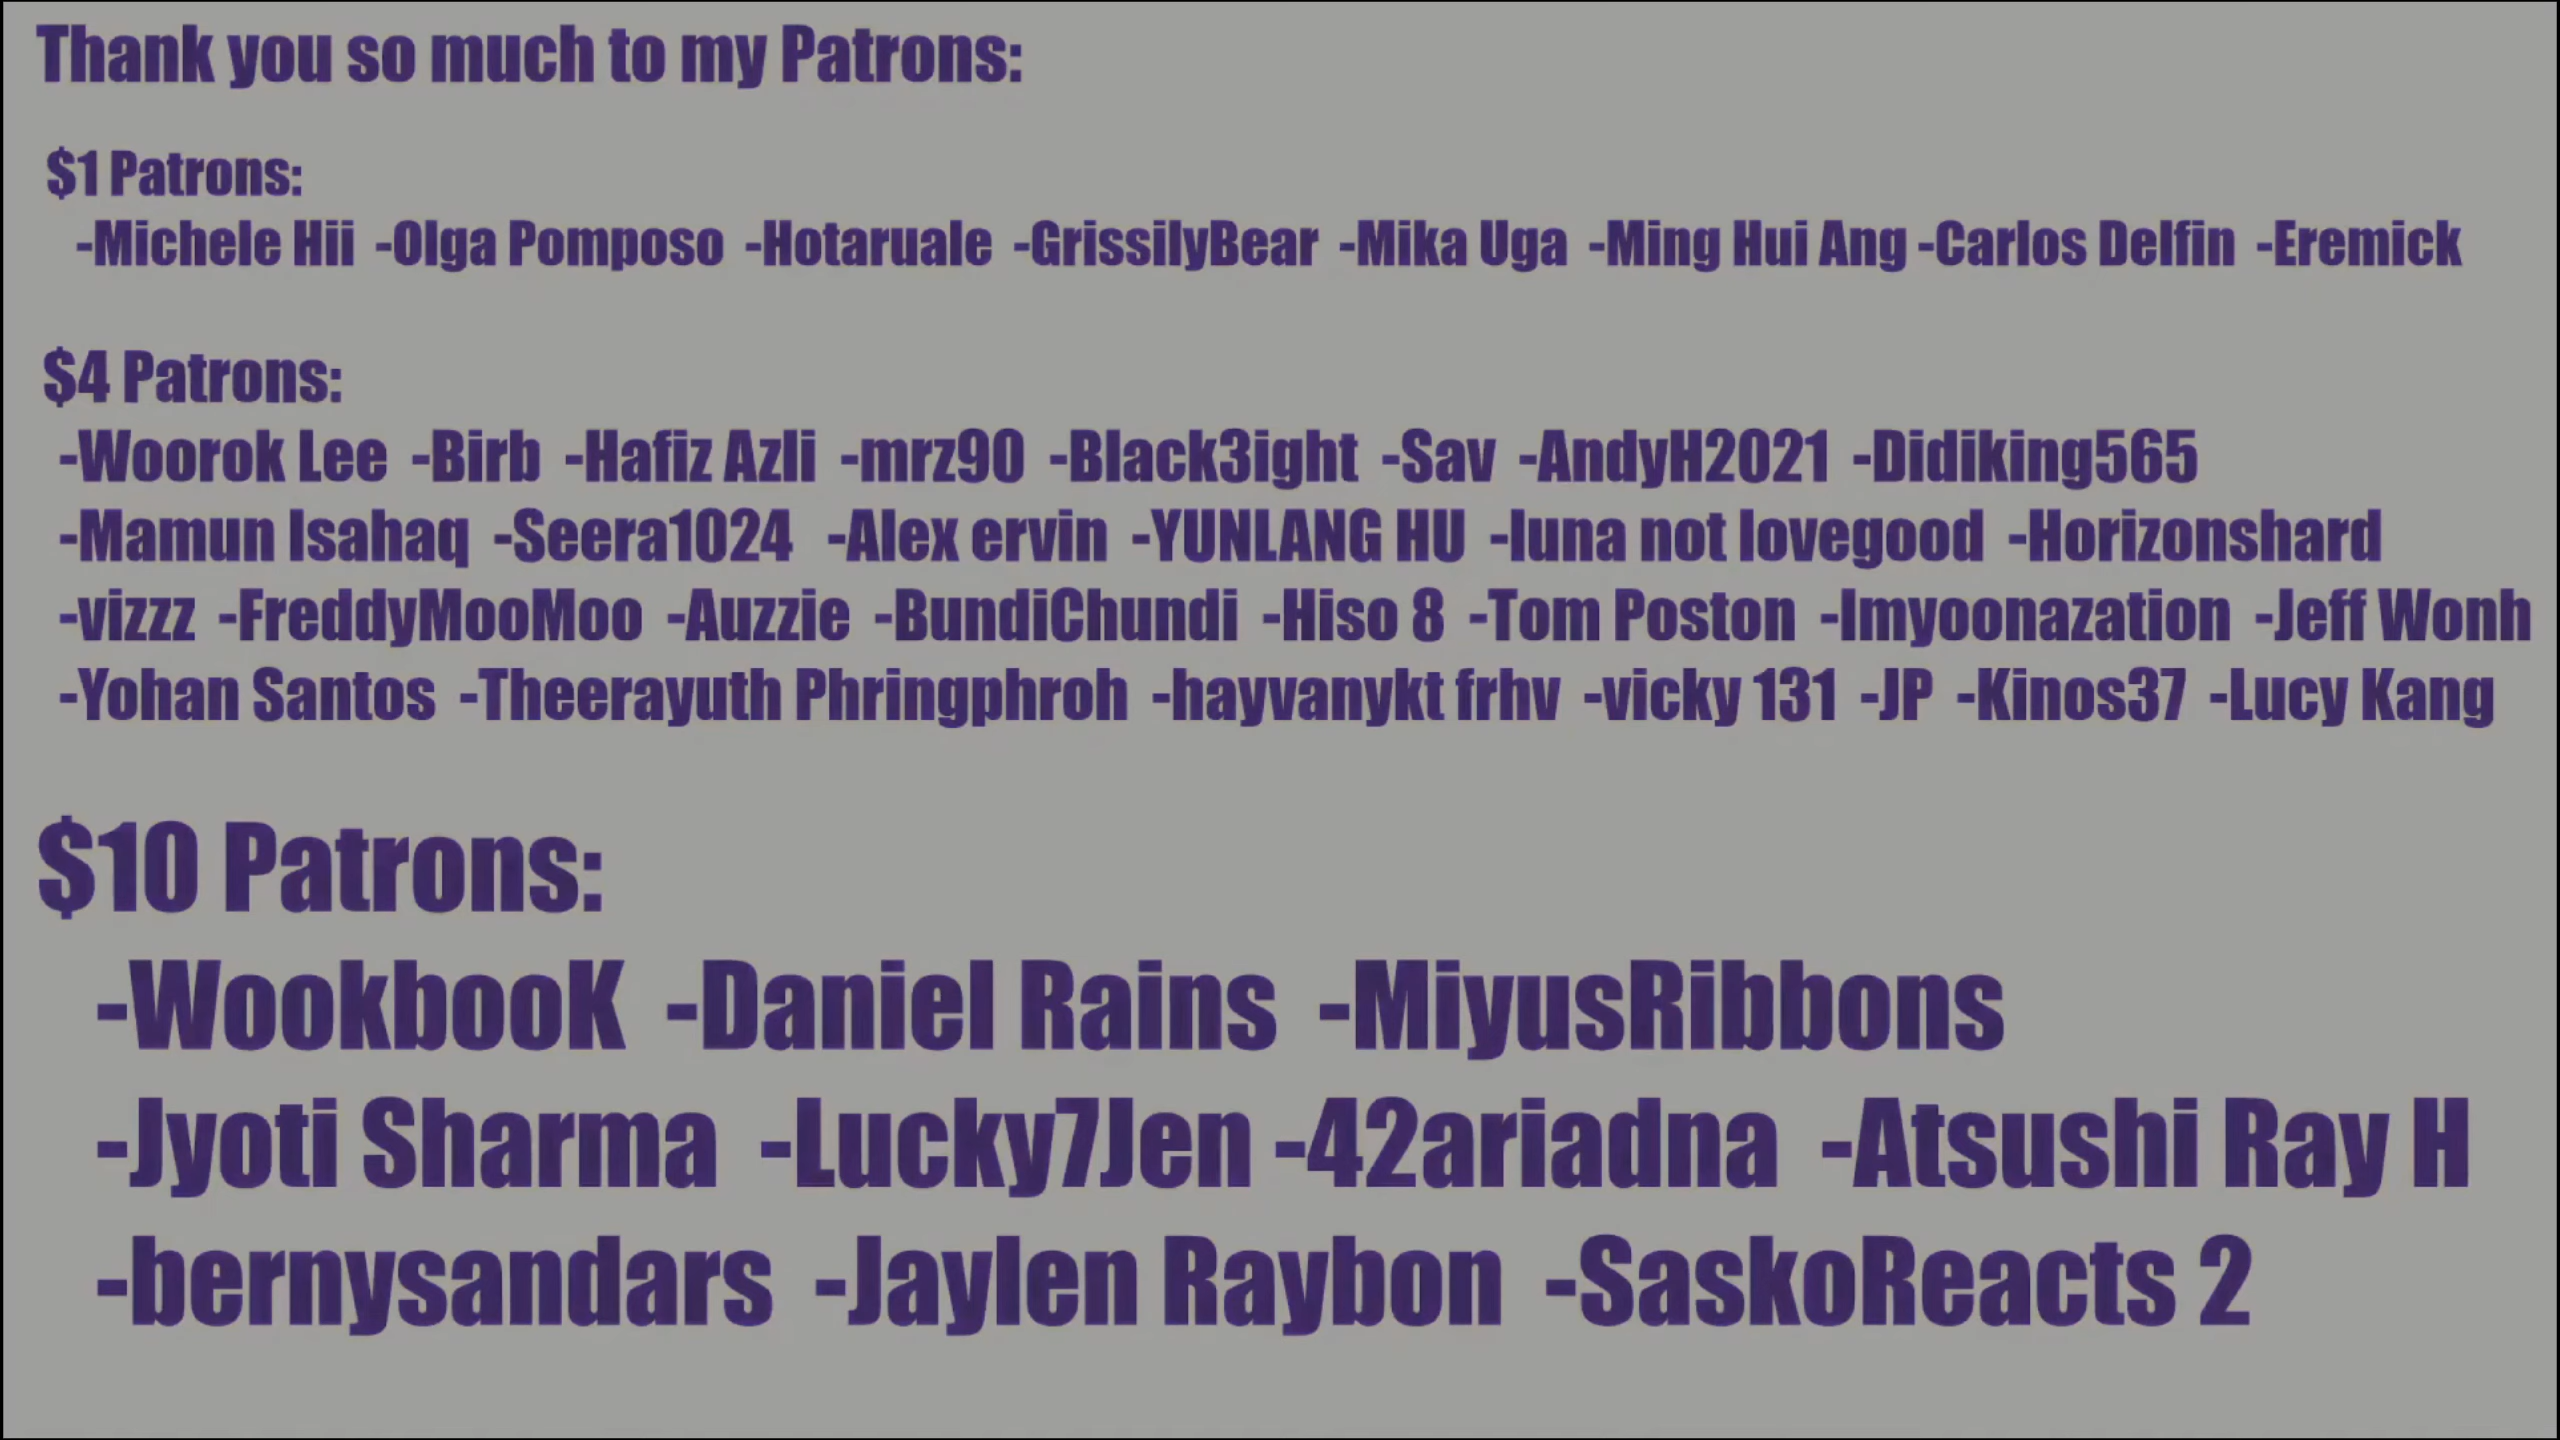 Thank you so much to my Patrons:
$1 Patrons:
-Michele Hii -Olga Pomposo -Hotaruale -GrissilyBear -Mika Uga -Ming Hui Ang -Carlos Delfin -Eremick
$4 Patrons:
-Woorok Lee -Birb -Hafiz Azli -mrz90 -Black3ight -Sav -AndyH2021 -Didiking565
-Mamun Isahaq -Seera1024 -Alex ervin -YUNLANG HU -luna not lovegood -Horizonshard
-vizzz -FreddyMooMoo -Auzzie -BundiChundi -Hiso 8 -Tom Poston -Imyoonazation -Jeff Wonh
-Yohan Santos -Theerayuth Phringphroh -hayvanykt frhv -vicky 131 -JP -Kinos37 -Lucy Kang
$10 Patrons:
-WookbooK -Daniel Rains -MiyusRibbons
-Jyoti Sharma -Lucky7Jen -42ariadna -Atsushi Ray H
-bernysandars -Jaylen Raybon -SaskoReacts 2